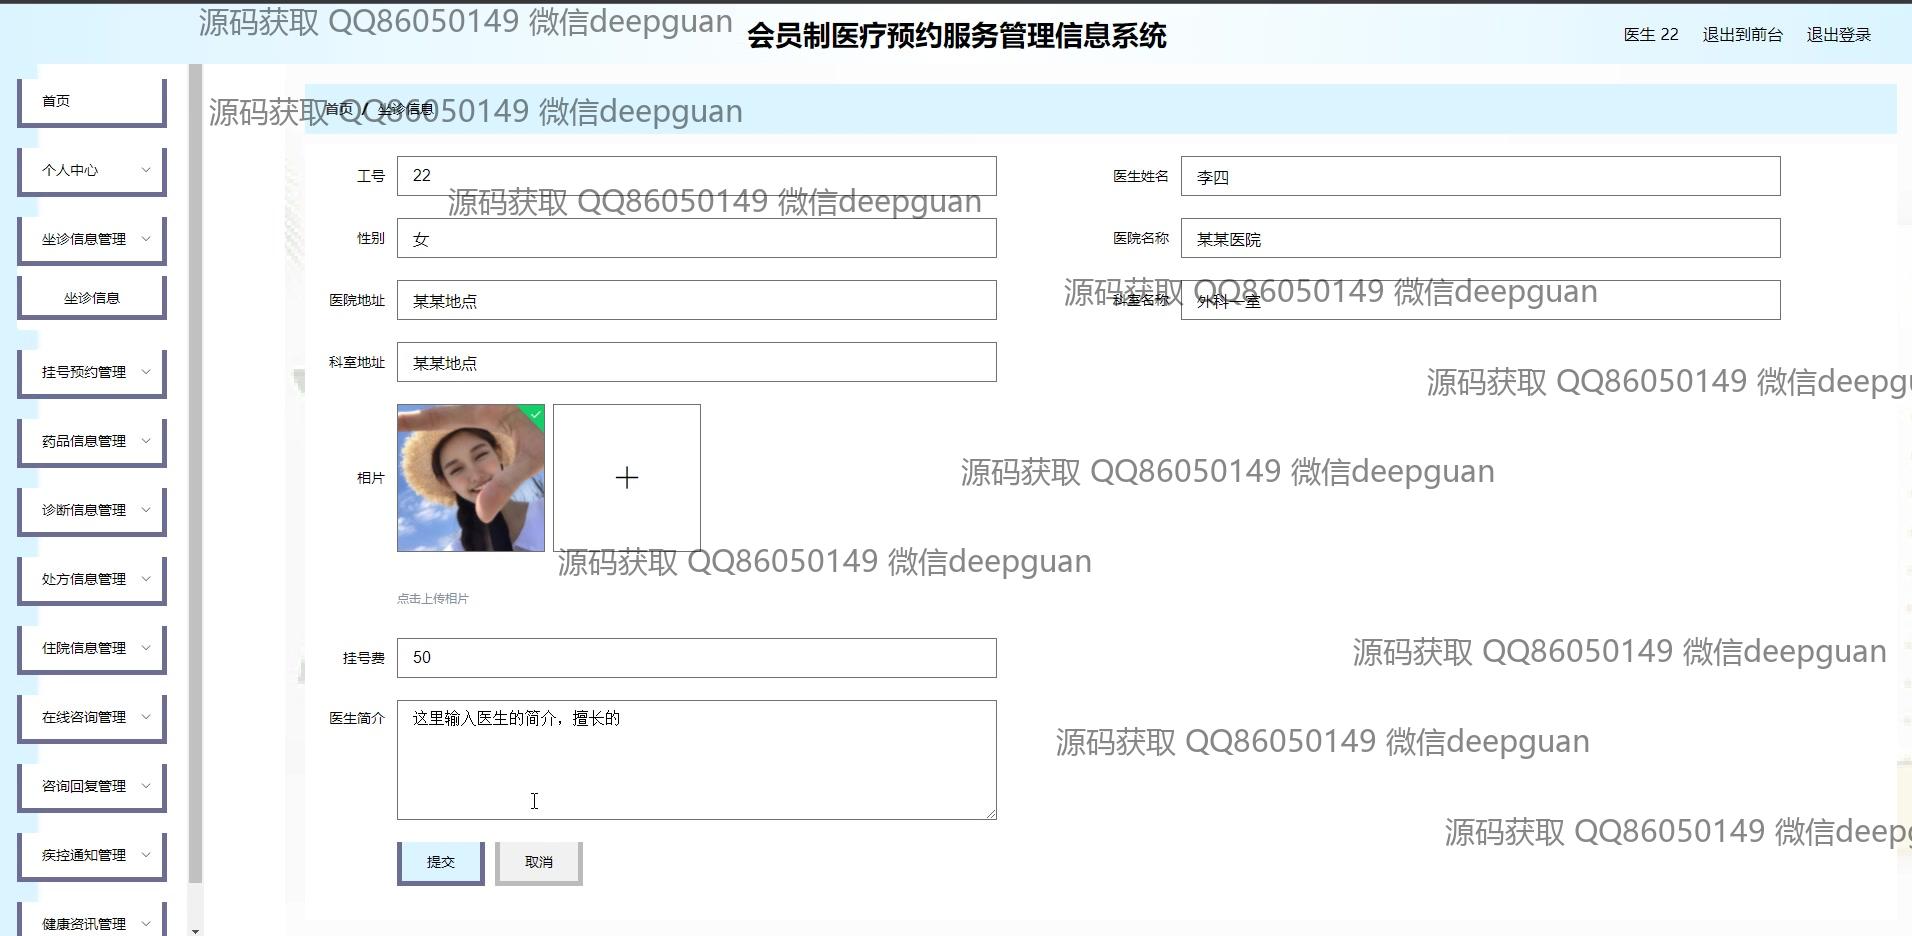 源码获取 QQ86050149 微信deepguan
会员制医疗预约服务管理信息系统
医生 22 退出到前台 退出登录
首页
个人中心
坐诊信息管理
坐诊信息
挂号预约管理
药品信息管理
诊断信息管理
处方信息管理
住院信息管理
在线咨询管理
咨询回复管理
疾控通知管理
健康资讯管理
首页 / 坐诊信息
源码获取 QQ86050149 微信deepguan
工号 22
医生姓名 李四
源码获取 QQ86050149 微信deepguan
性别 女
医院名称 某某医院
医院地址 某某地点
科室名称 外科一室
源码获取 QQ86050149 微信deepguan
科室地址 某某地点
源码获取 QQ86050149 微信deepgu
相片
源码获取 QQ86050149 微信deepguan
源码获取 QQ86050149 微信deepguan
点击上传相片
挂号费 50
源码获取 QQ86050149 微信deepguan
医生简介 这里输入医生的简介，擅长的
源码获取 QQ86050149 微信deepguan
源码获取 QQ86050149 微信deepg
提交 取消